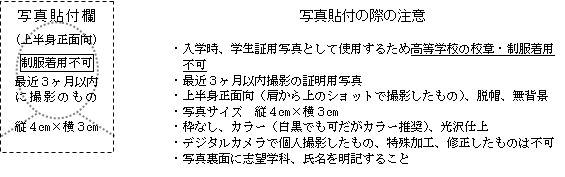 写真貼付欄
(上半身正面向)
制服着用不可
最近３ヶ月以内
に撮影のもの
縦４㎝×横３㎝
写真貼付の際の注意
・入学時、学生証用写真として使用するため高等学校の校章・制服着用
不可
・最近３ヶ月以内撮影の証明用写真
・上半身正面向（肩から上のショットで撮影したもの）、脱帽、無背景
・写真サイズ　縦４㎝×横３㎝
・枠なし、カラー（白黒でも可だがカラー推奨）、光沢仕上
・デジタルカメラで個人撮影したもの、特殊加工、修正したものは不可
・写真裏面に志望学科、氏名を明記すること